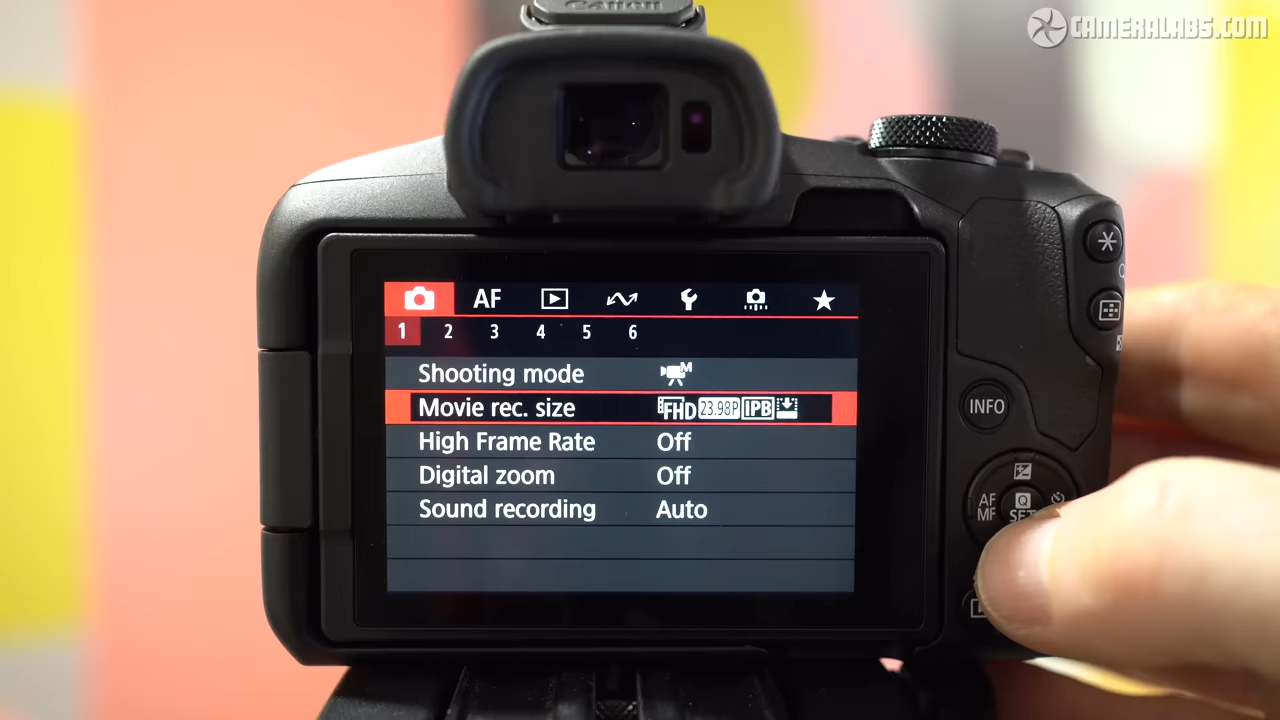 Canon
CAMERALABS.COM
AF
1 2 3 4 5 6
Shooting mode M
Movie rec. size FHD 23.98P IPB
High Frame Rate Off
Digital zoom Off
Sound recording Auto
INFO
AF
MF
Q
SET